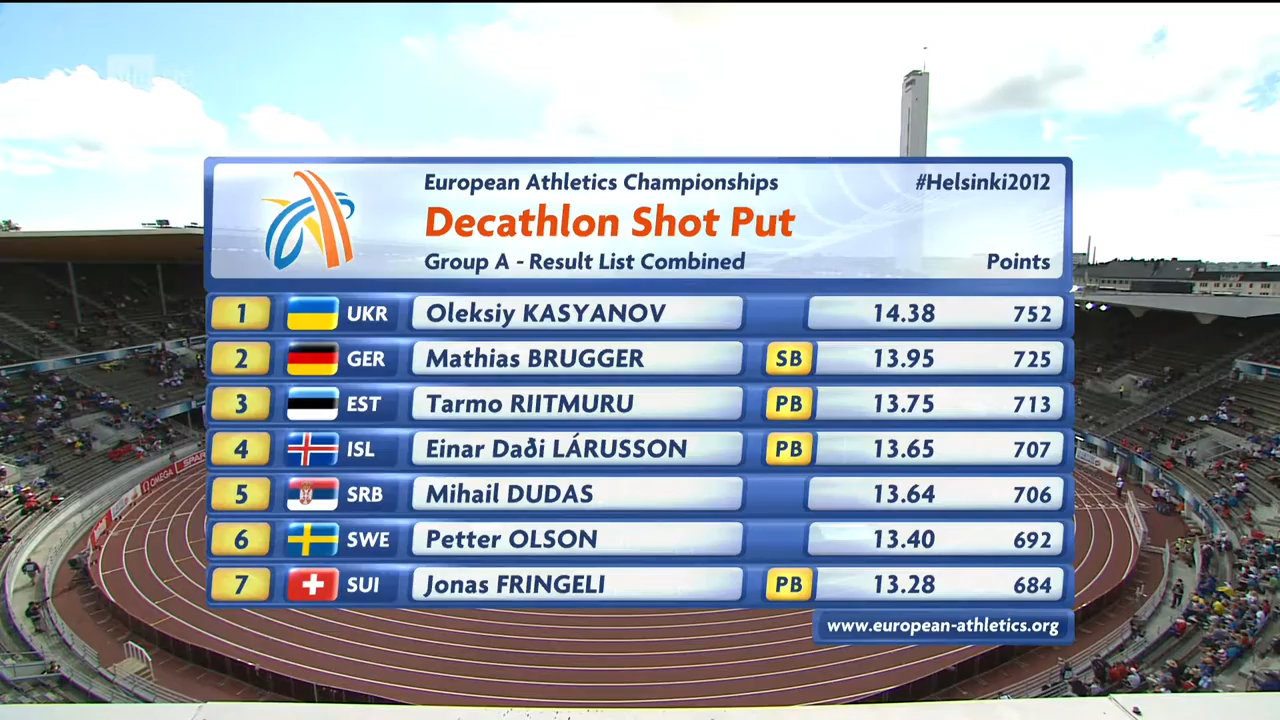 European Athletics Championships #Helsinki2012
Decathlon Shot Put
Group A - Result List Combined Points
1 UKR Oleksiy KASYANOV 14.38 752
2 GER Mathias BRUGGER SB 13.95 725
3 EST Tarmo RIITMURU PB 13.75 713
4 ISL Einar Daði LÁRUSSON PB 13.65 707
5 SRB Mihail DUDAS 13.64 706
6 SWE Petter OLSON 13.40 692
7 SUI Jonas FRINGELI PB 13.28 684
www.european-athletics.org
OMEGA SPAR